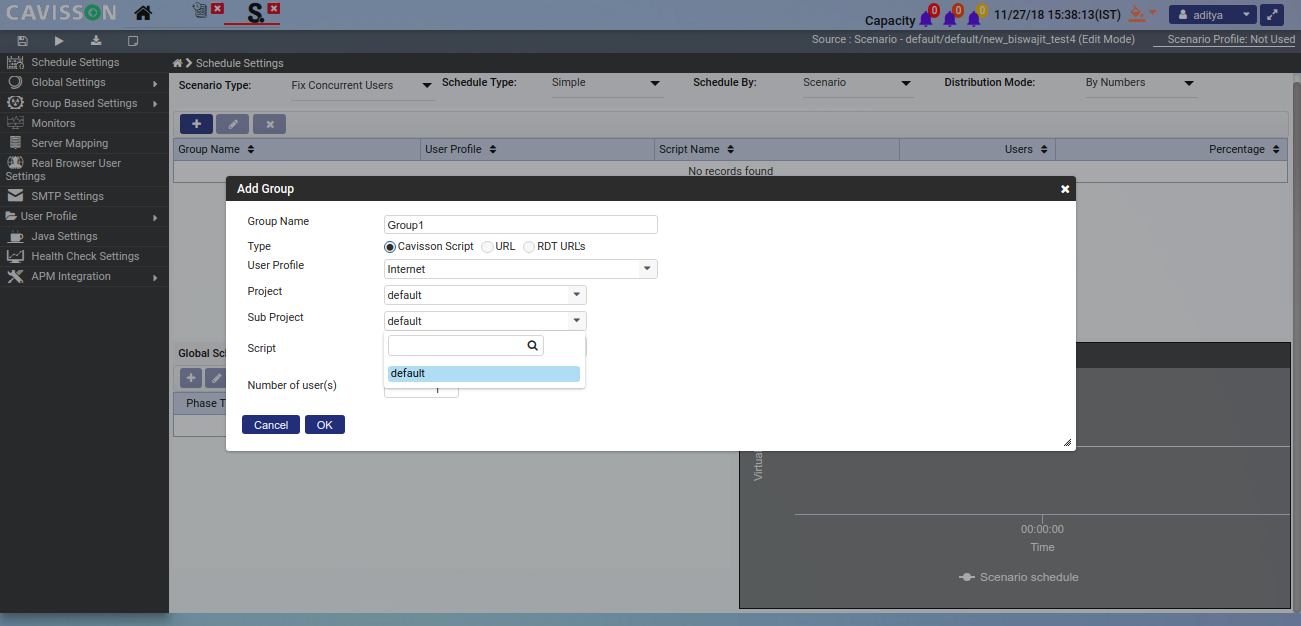 CAVISSON
S.
Capacity 0 0 0 11/27/18 15:38:13(IST) aditya
Source : Scenario - default/default/new_biswajit_test4 (Edit Mode) Scenario Profile: Not Used
Schedule Settings
Global Settings
Group Based Settings
Monitors
Server Mapping
Real Browser User
Settings
SMTP Settings
User Profile
Java Settings
Health Check Settings
APM Integration
Schedule Settings
Scenario Type: Fix Concurrent Users Schedule Type: Simple Schedule By: Scenario Distribution Mode: By Numbers
Group Name User Profile Script Name Users Percentage
No records found
Add Group
Group Name Group1
Type Cavisson Script URL RDT URL's
User Profile Internet
Project default
Sub Project default
Script
default
Number of user(s)
Cancel OK
Global
Phase
Virtua
00:00:00
Time
Scenario schedule